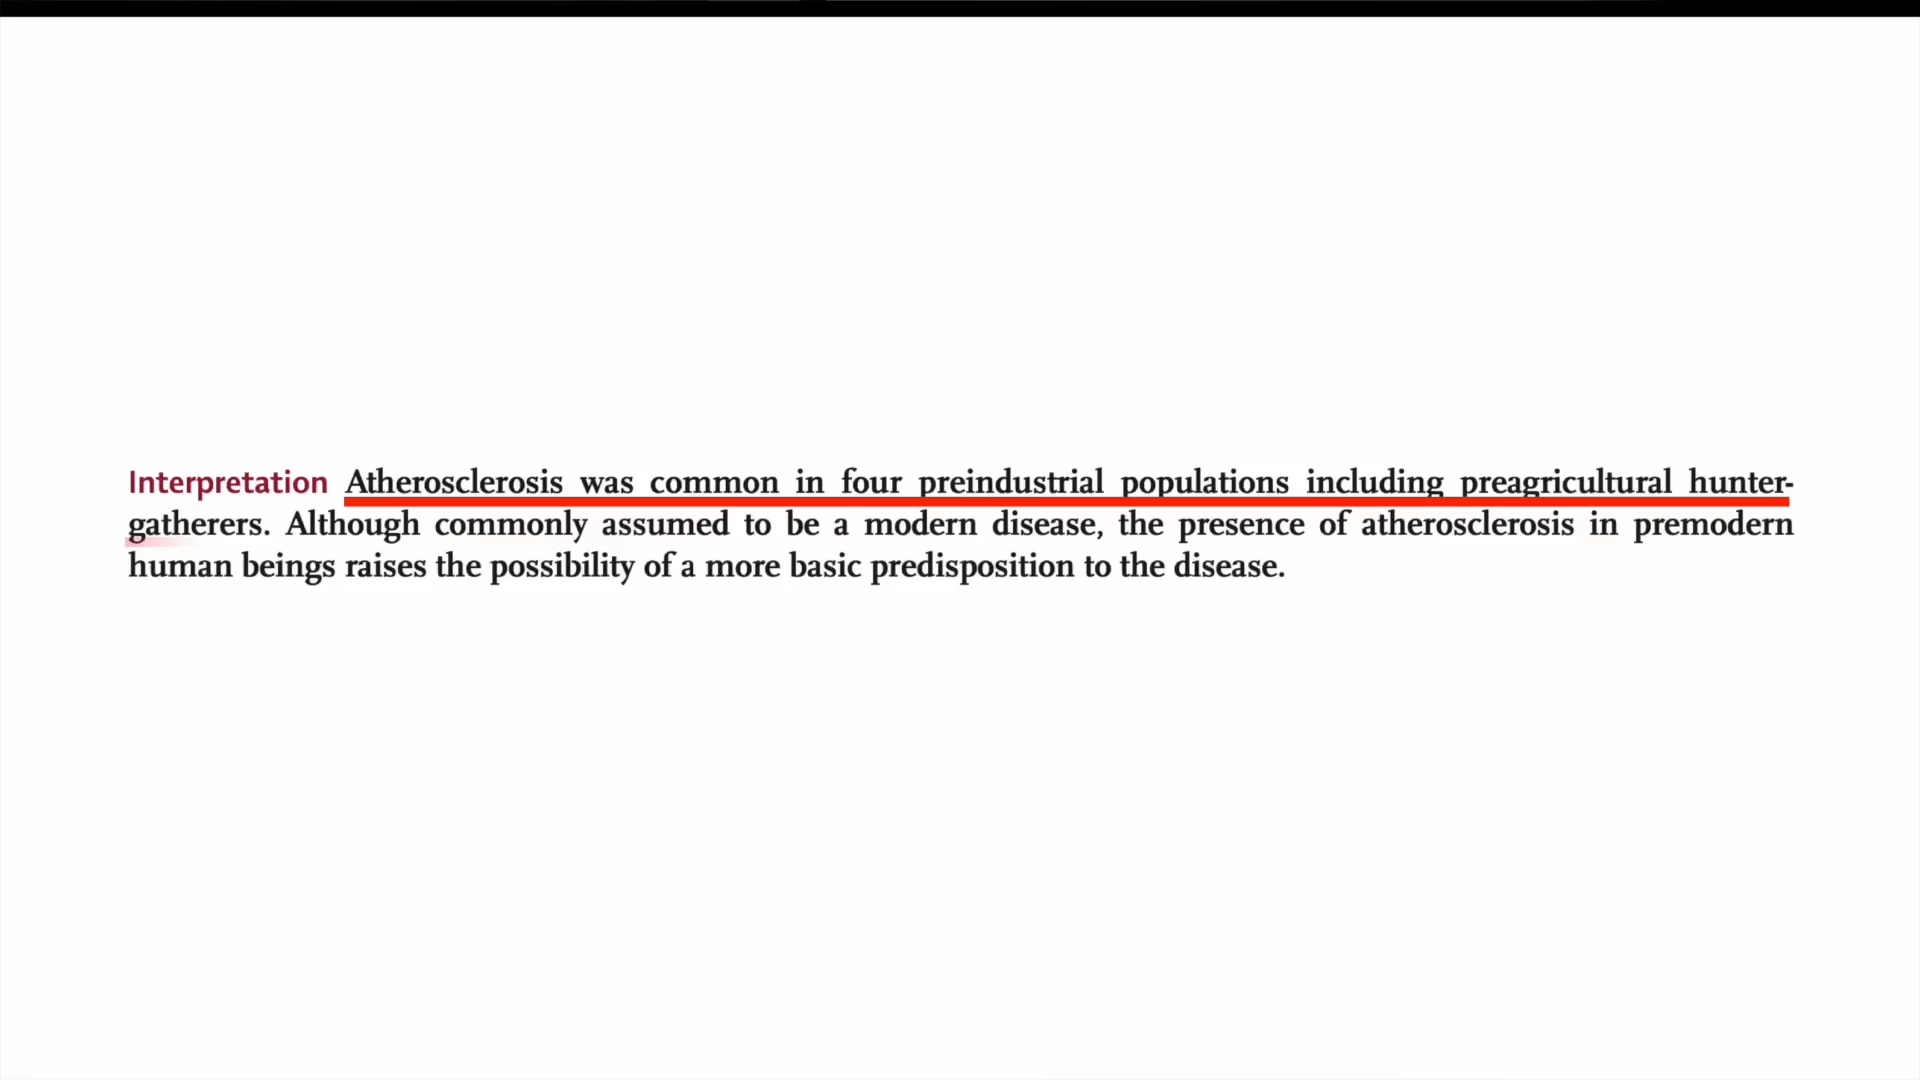 Interpretation Atherosclerosis was common in four preindustrial populations including preagricultural hunter-
gatherers. Although commonly assumed to be a modern disease, the presence of atherosclerosis in premodern
human beings raises the possibility of a more basic predisposition to the disease.